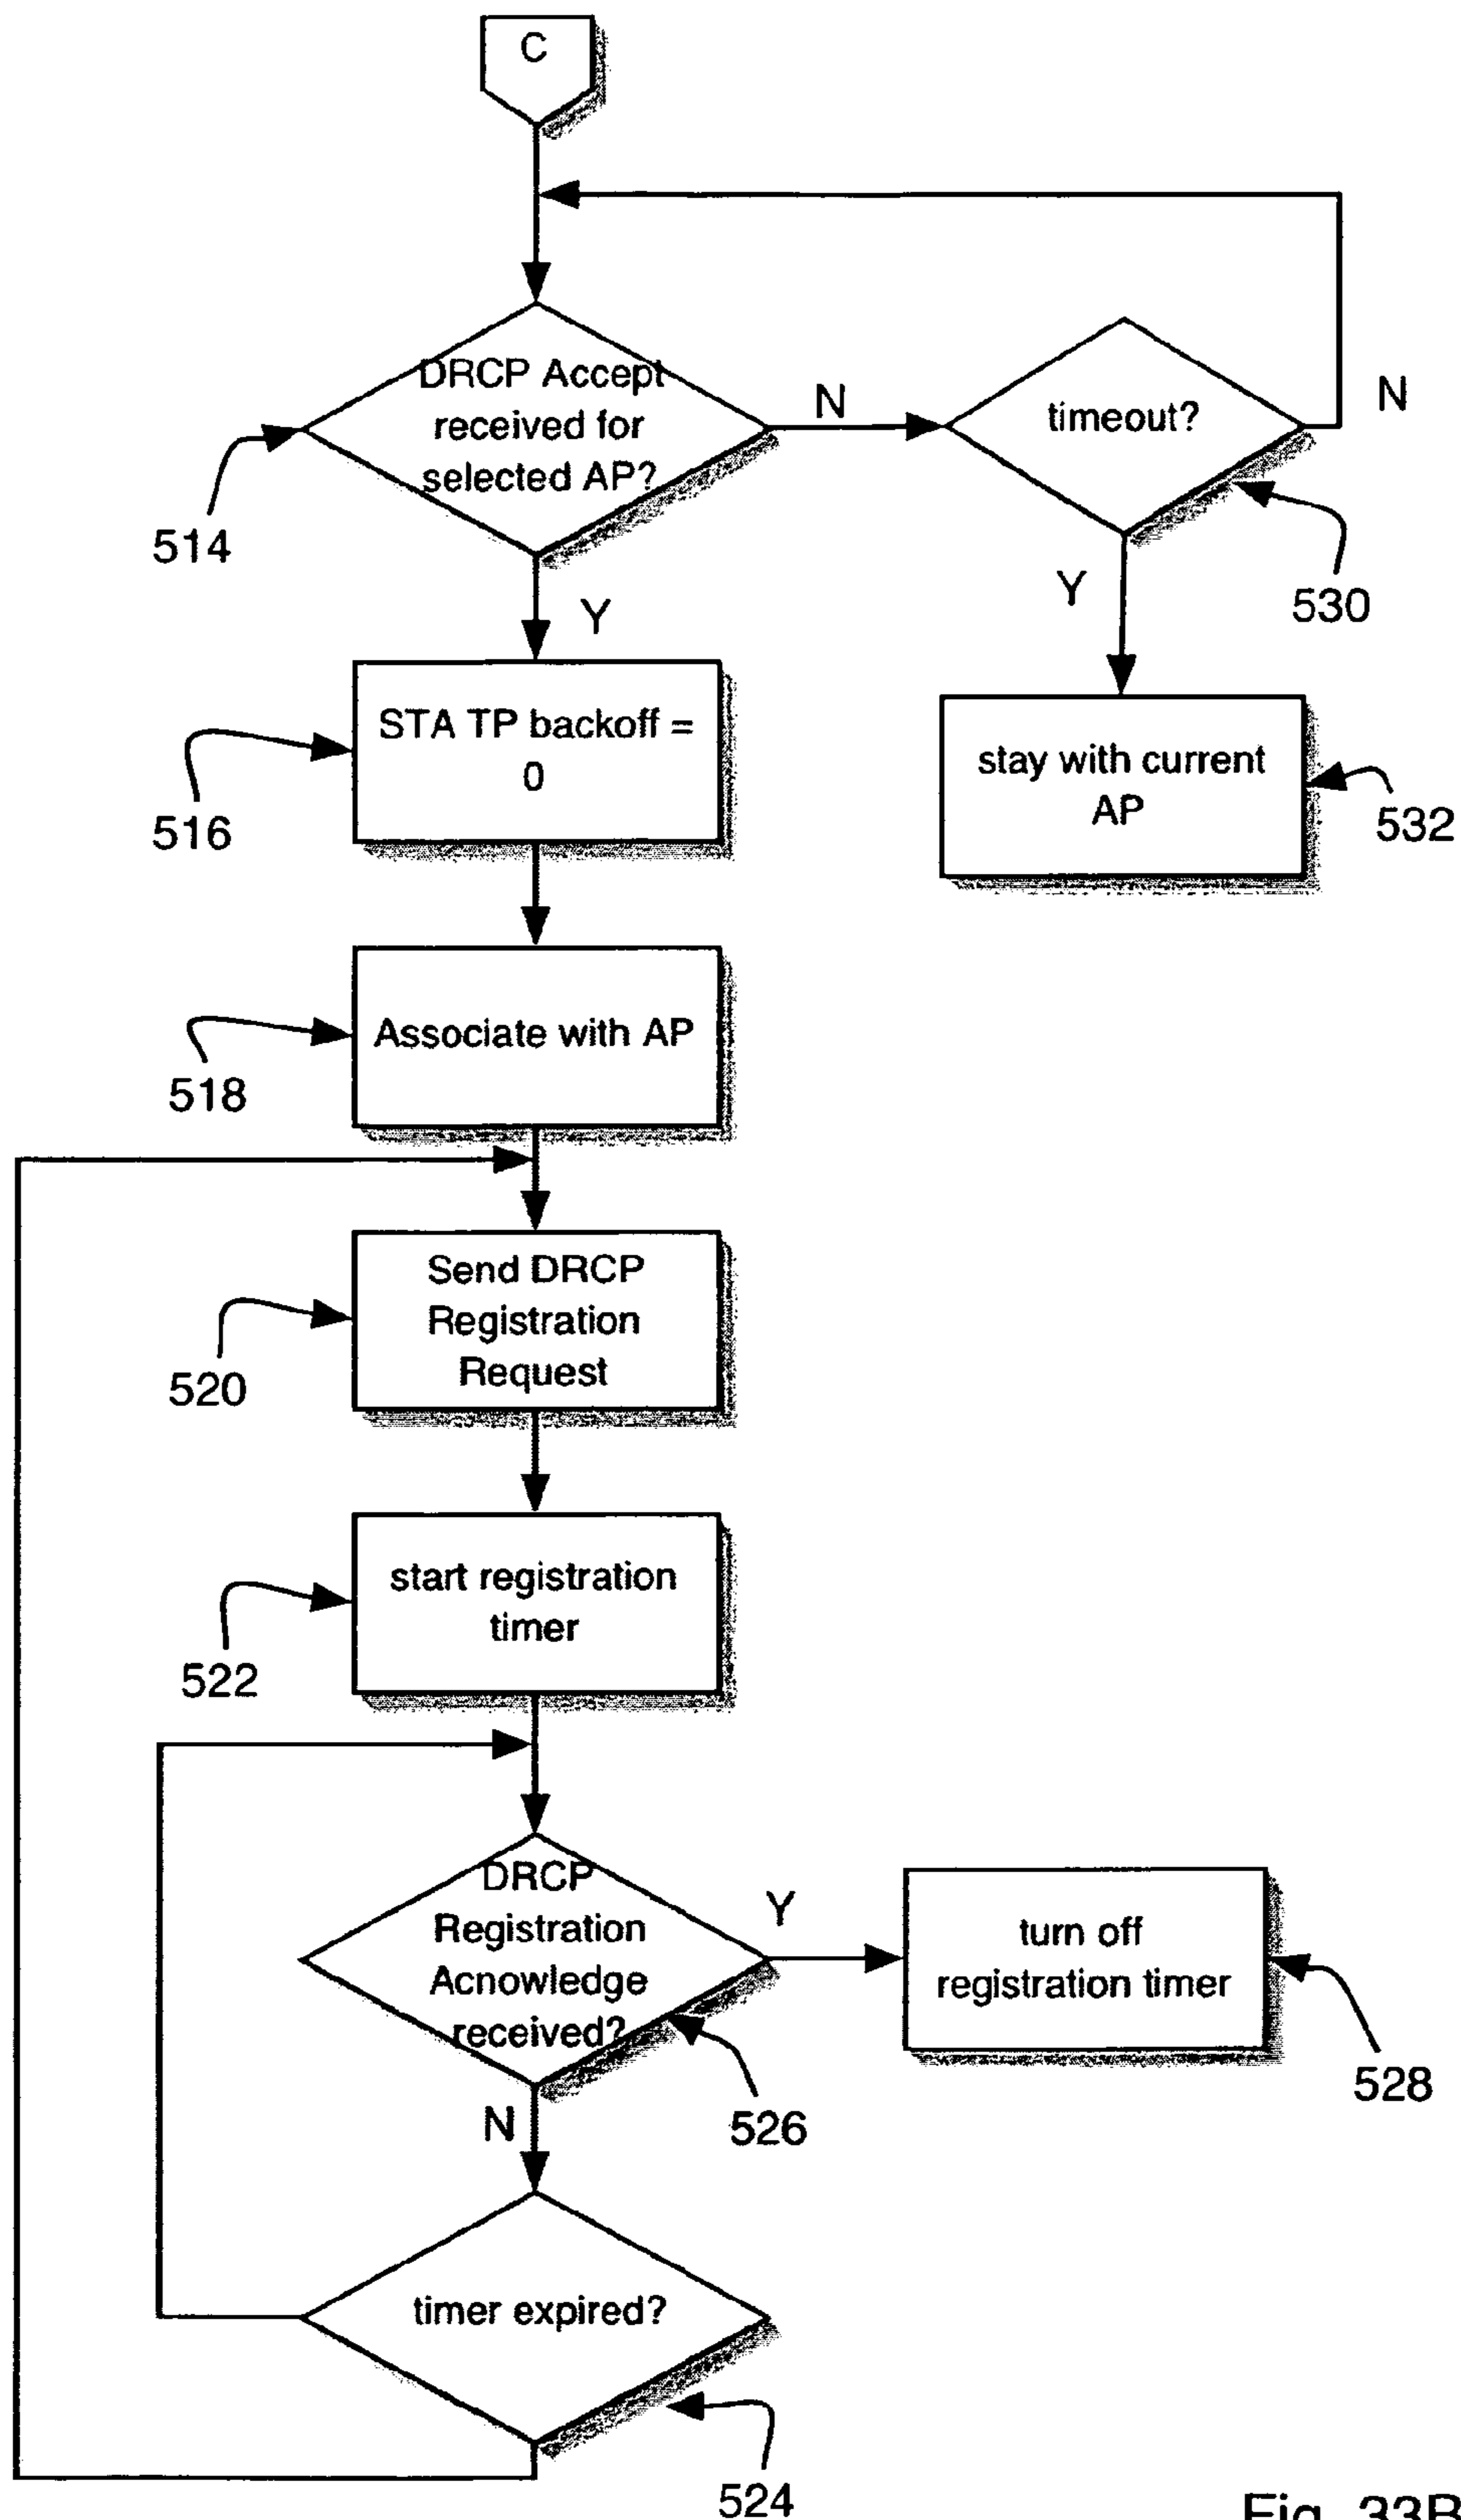 C
DRCP Accept
received for
selected AP?
N
timeout?
N
514
Y
Y
530
STA TP backoff =
0
516
stay with current
AP
532
Associate with AP
518
Send DRCP
Registration
Request
520
start registration
timer
522
DRCP
Registration
Acnowledge
received?
Y
turn off
registration timer
528
526
N
timer expired?
524
Fig. 33B